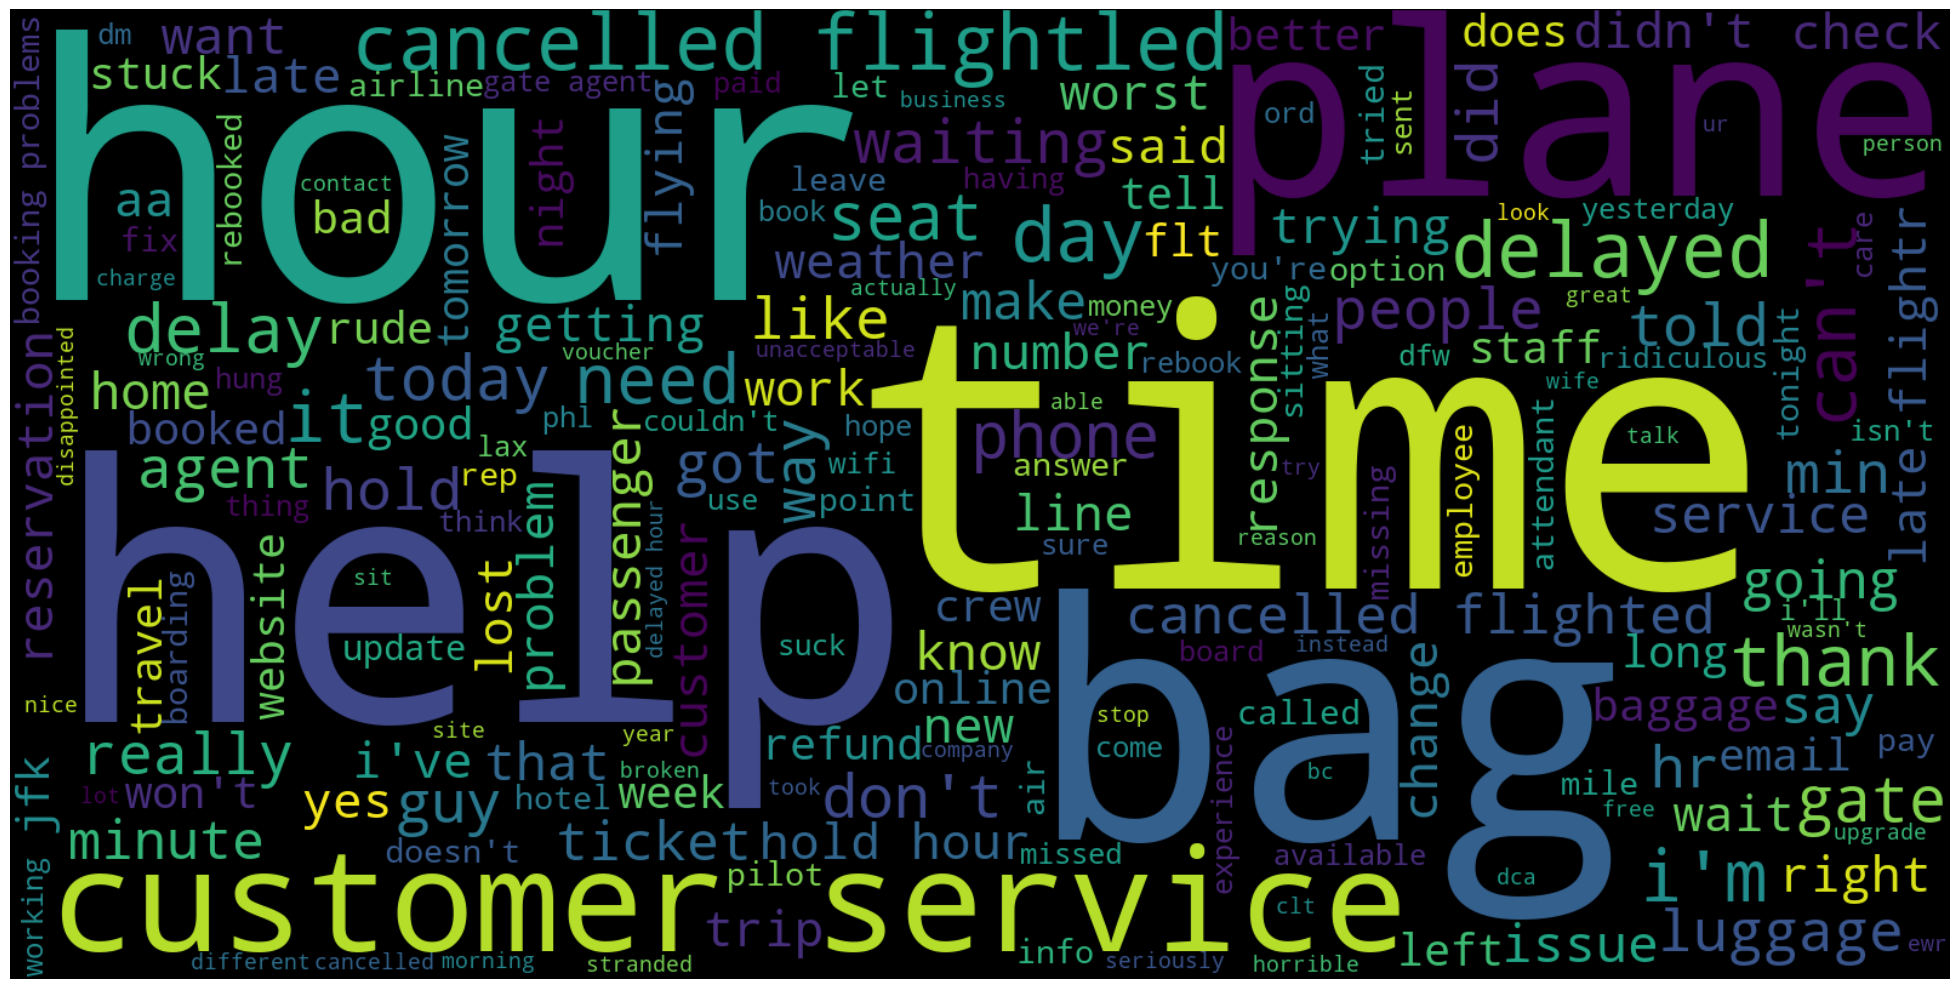 booking problems
dm
want
cancelled flightled
better
does
didn't
check
stuck
late
airline
gate agent
paid
let
business
worst
hour
plane
ord
tried
sent
did
ur
person
rebooked
tomorrow
night
flying
waiting
said
aa
contact
bad
fix
charge
leave
having
book
seat
tell
day
flt
trying
look
yesterday
delayed
can't
care
late flightr
weather
actually
you're
option
great
delay
rude
getting
like
make
money
we're
people
told
wrong
voucher
unacceptable
number
rebook
response
sitting
what
dfw
staff
ridiculous
tonight
disappointed
reservation
home
hung
today
need
work
time
able
wife
booked
it
good
phl
couldn't
hope
phone
isn't
agent
hold
lax
rep
passenger
got
way
wifi
answer
try
missing
employee
talk
attendant
min
thing
think
problem
delayed hour
use
point
line
sure
reason
service
help
travel
boarding
website
sit
update
lost
customer
suck
crew
know
bag
cancelled flighted
going
i'll
wasn't
board
instead
long
thank
nice
site
year
online
new
stop
called
change
baggage
say
really
i've
that
refund
company
come
hr
email
pay
working jfk
lot
won't
yes
guy
hotel
broken
week
took
don't
air
bc
experience
mile
free
wait
gate
upgrade
minute
doesn't
ticket
hold hour
missed
available
customer service
pilot
dca
i'm
right
trip
clt
different
cancelled
morning
stranded
info
seriously
horrible
left
issue
luggage
ewr